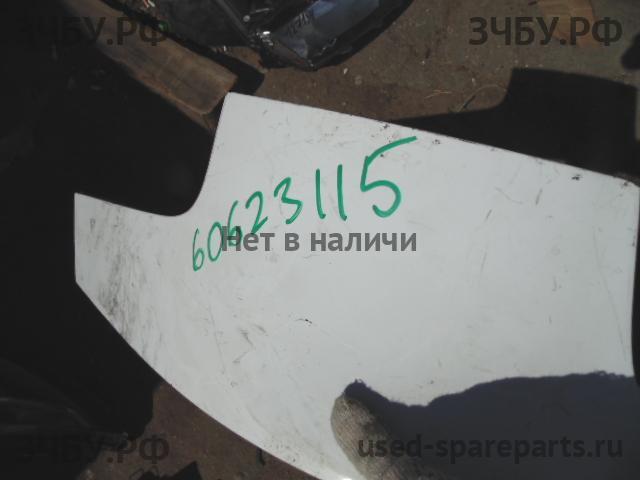 ЗЧБУ.РФ
ЗЧБУ.РФ
60623115
Нет в наличи
ЗЧБУ.РФ
used-spareparts.ru